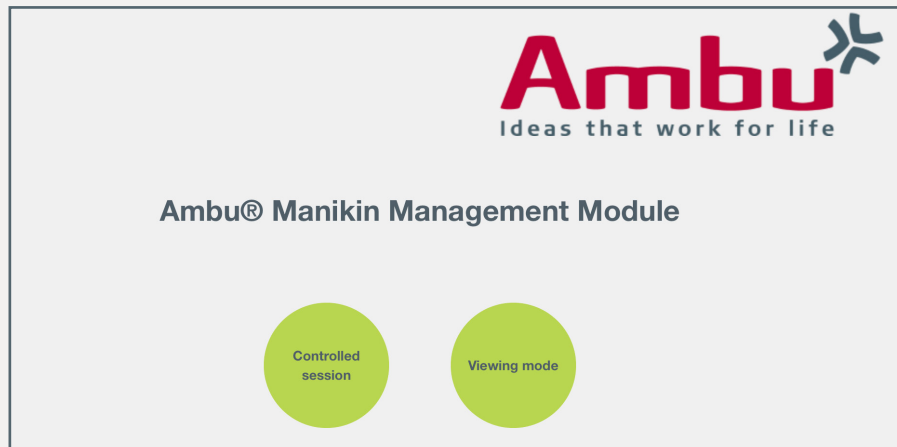 Ambu
Ideas that work for life
Ambu® Manikin Management Module
Controlled
session
Viewing mode